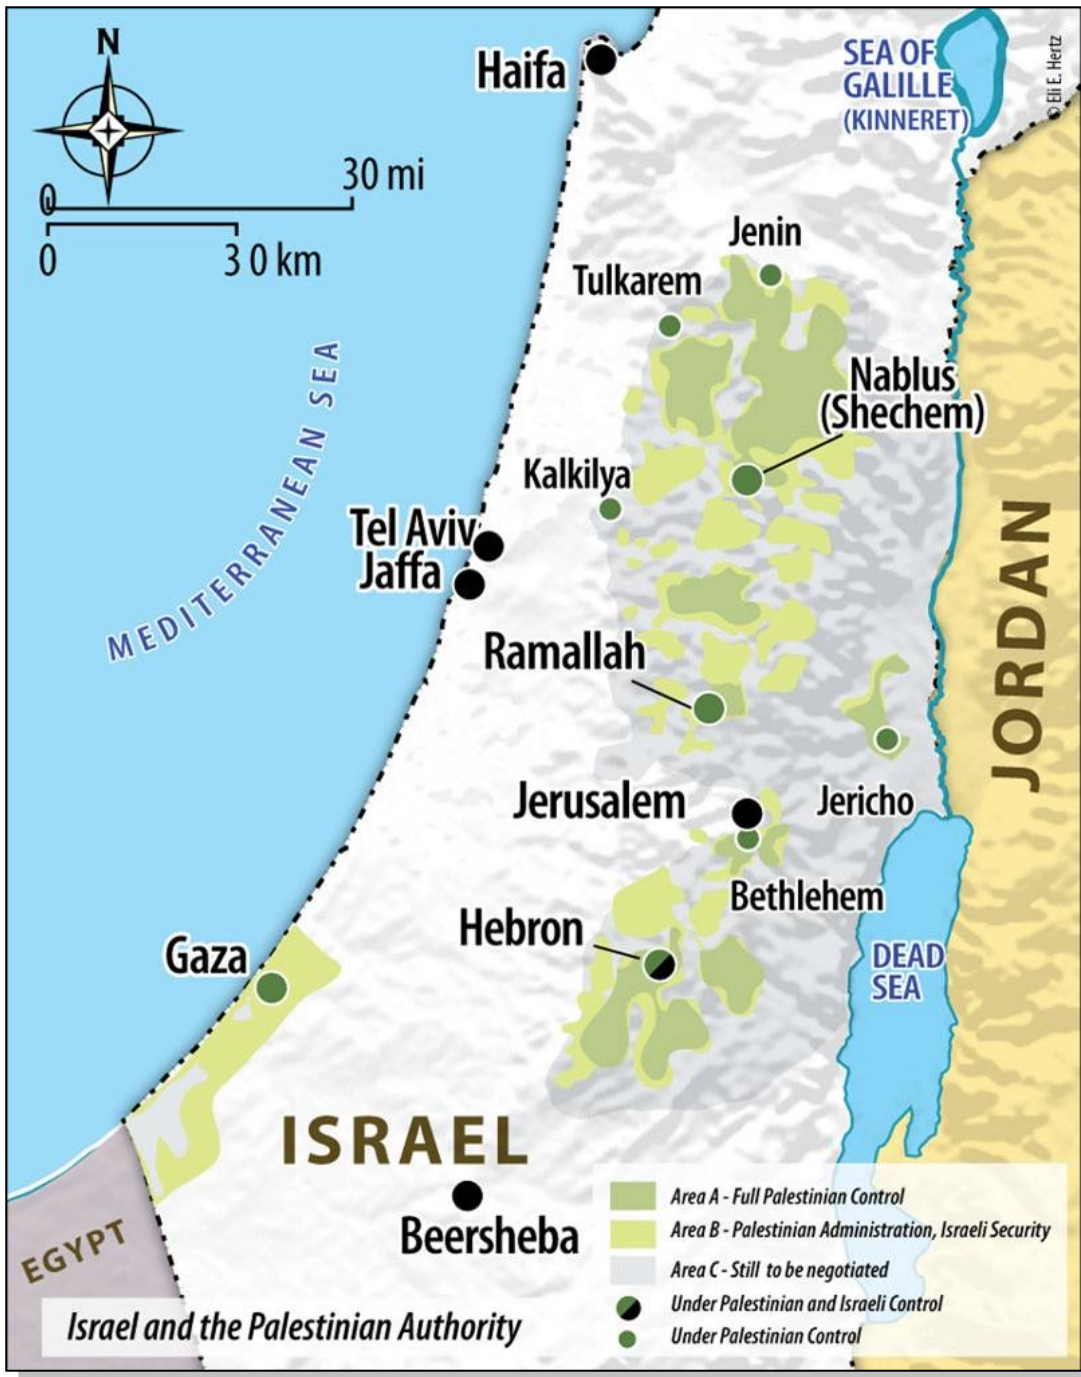 N
Haifa
SEA OF
GALILLE
(KINNERET)
© Eli E. Hertz
0
30 mi
0
3 0 km
Jenin
Tulkarem
Nablus
(Shechem)
MEDITERRANEAN SEA
Kalkilya
Tel Aviv
Jaffa
JORDAN
Ramallah
Jerusalem
Jericho
Bethlehem
Hebron
Gaza
DEAD
SEA
ISRAEL
Beersheba
EGYPT
Area A - Full Palestinian Control
Area B - Palestinian Administration, Israeli Security
Area C - Still to be negotiated
Under Palestinian and Israeli Control
Under Palestinian Control
Israel and the Palestinian Authority